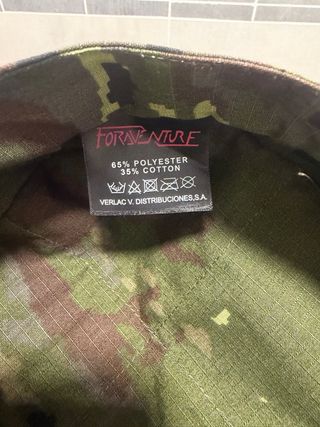 FORAVENTURE
65% POLYESTER
35% COTTON
VERLAC V. DISTRIBUCIONES,S.A.